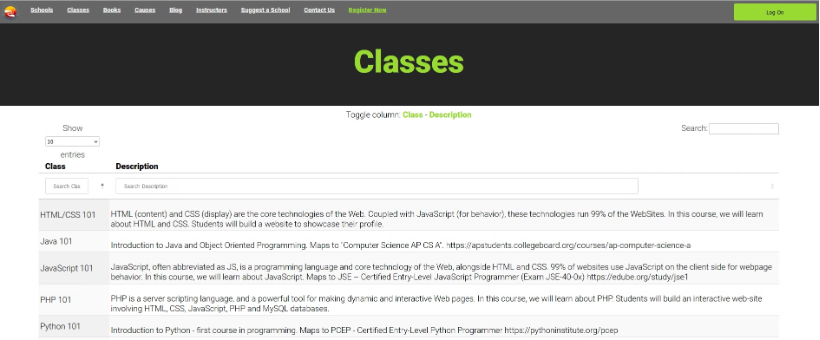 Schools Classes Books Causes Blog Instructors Suggest a School Contact Us Register Now Log On
Classes
Toggle column: Class - Description
Show
Search:
10
entries
Class Description
Search Clas Search Description
HTML/CSS 101 HTML (content) and CSS (display) are the core technologies of the Web. Coupled with JavaScript (for behavior), these technologies run 99% of the WebSites. In this course, we will learn
about HTML and CSS. Students will build a website to showcase their profile.
Java 101 Introduction to Java and Object Oriented Programming. Maps to "Computer Science AP CS A". https://apstudents.collegeboard.org/courses/ap-computer-science-a
JavaScript 101 JavaScript, often abbreviated as JS, is a programming language and core technology of the Web, alongside HTML and CSS. 99% of websites use JavaScript on the client side for webpage
behavior. In this course, we will learn about JavaScript. Maps to JSE – Certified Entry-Level JavaScript Programmer (Exam JSE-40-0x) https://edube.org/study/jse1
PHP 101 PHP is a server scripting language, and a powerful tool for making dynamic and interactive Web pages. In this course, we will learn about PHP. Students will build an interactive web-site
involving HTML, CSS, JavaScript, PHP and MySQL databases.
Python 101 Introduction to Python - first course in programming. Maps to PCEP - Certified Entry-Level Python Programmer https://pythoninstitute.org/pcep